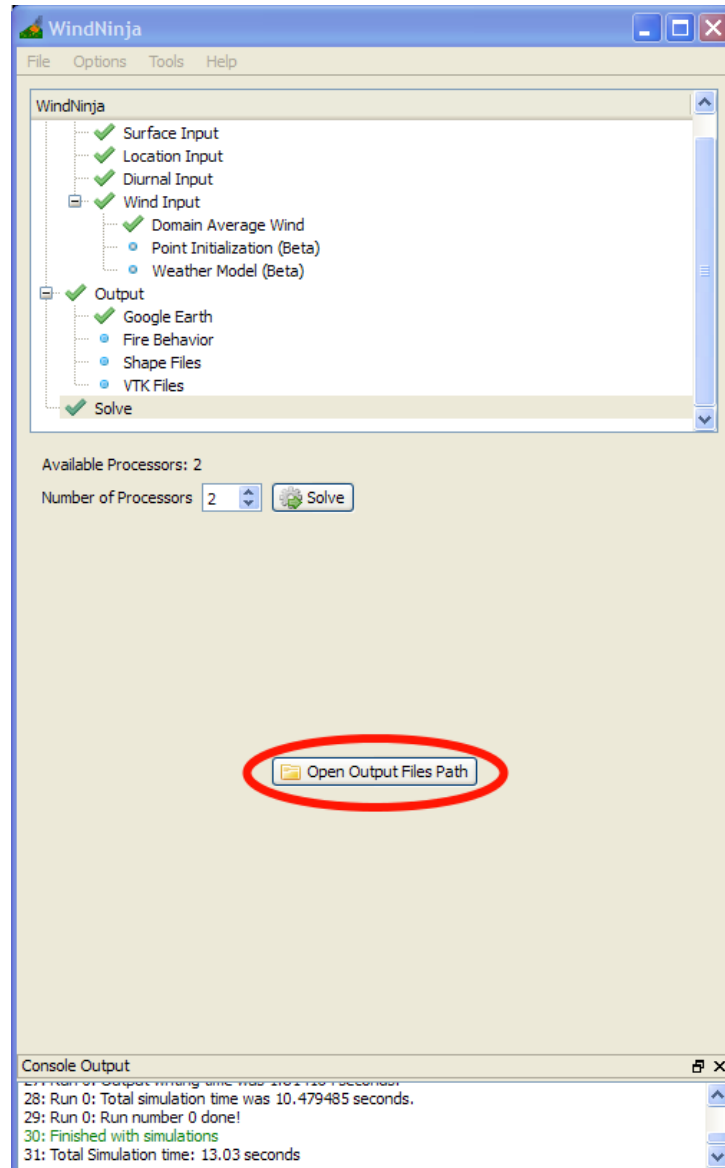 WindNinja
File Options Tools Help
WindNinja
Surface Input
Location Input
Diurnal Input
Wind Input
Domain Average Wind
Point Initialization (Beta)
Weather Model (Beta)
Output
Google Earth
Fire Behavior
Shape Files
VTK Files
Solve
Available Processors: 2
Number of Processors 2 Solve
Open Output Files Path
Console Output
28: Run 0: Total simulation time was 10.479485 seconds.
29: Run 0: Run number 0 done!
30: Finished with simulations
31: Total Simulation time: 13.03 seconds